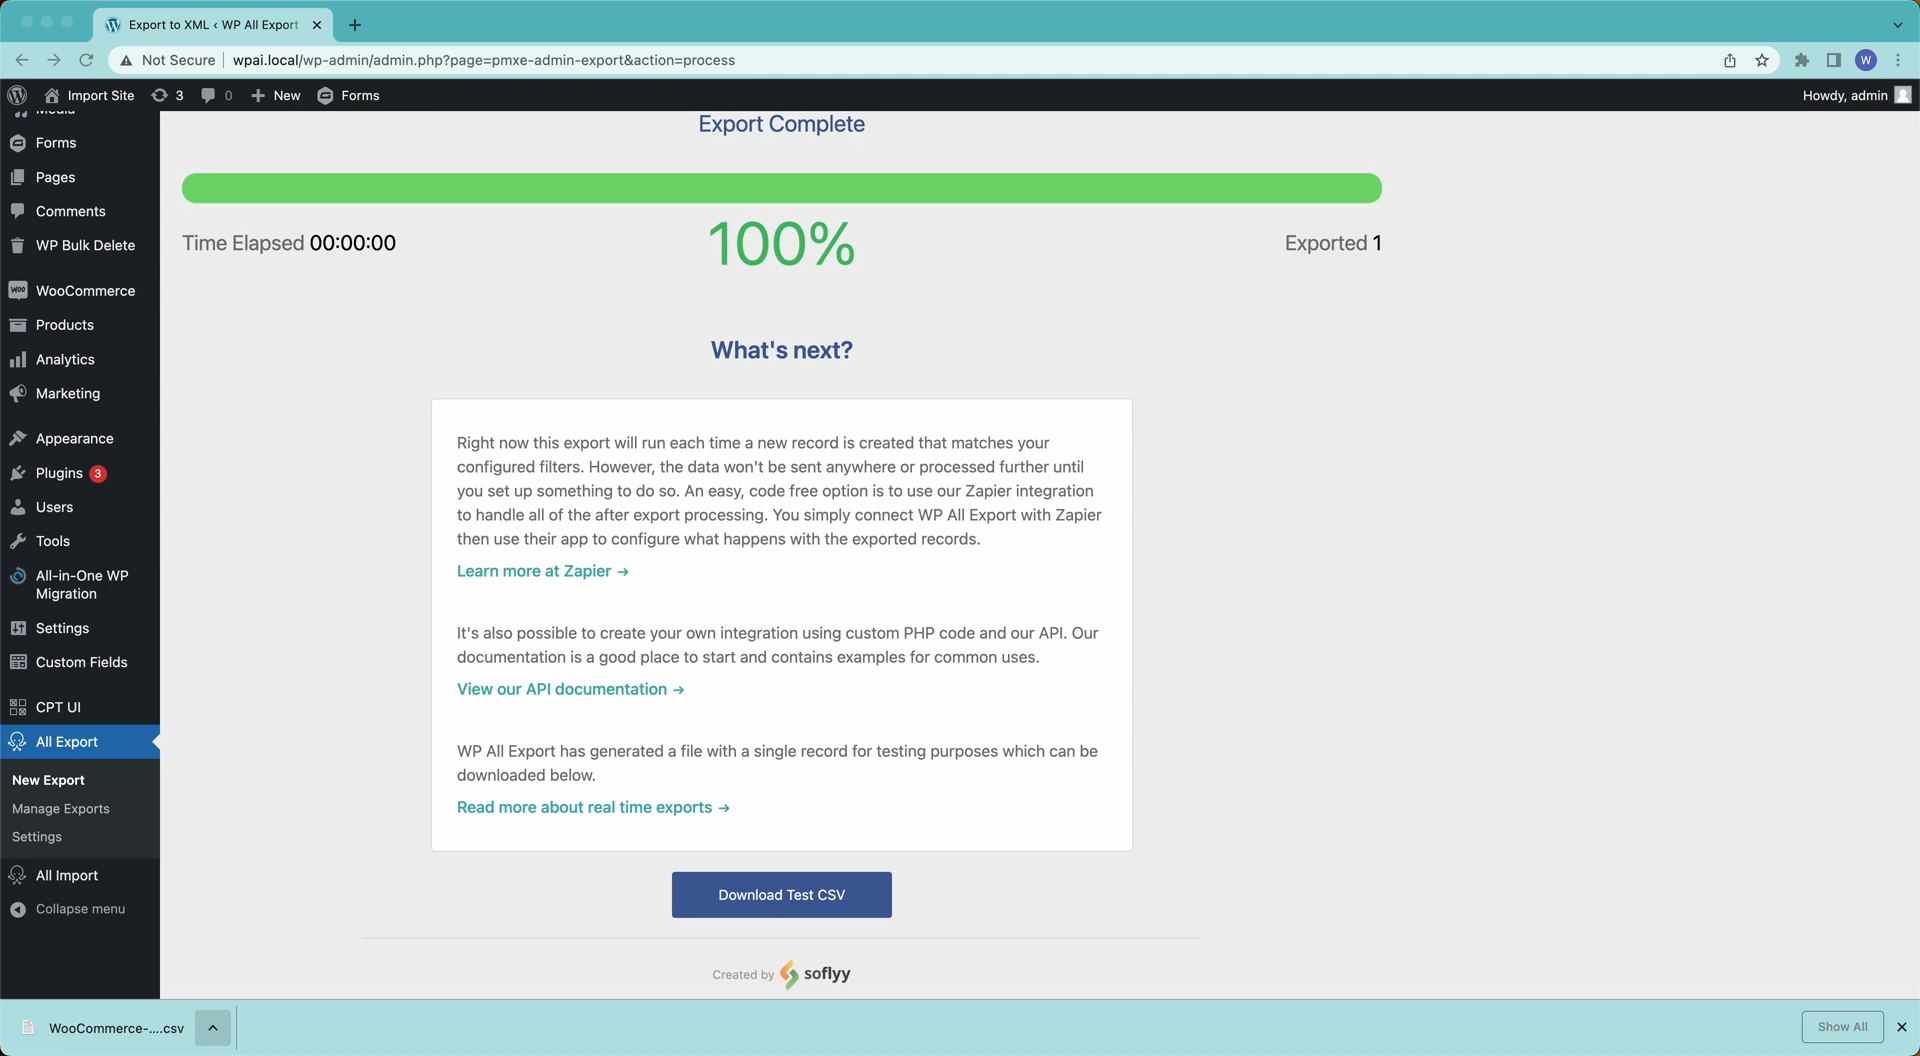 Export to XML ‹ WP All Export
Not Secure
wpai.local/wp-admin/admin.php?page=pmxe-admin-export&action=process
W
Import Site
3
0
New
Forms
Howdy, admin
Media
Forms
Pages
Comments
WP Bulk Delete
Woo
WooCommerce
Products
Analytics
Marketing
Appearance
Plugins 3
Users
Tools
All-in-One WP
Migration
Settings
Custom Fields
CPT UI
All Export
New Export
Manage Exports
Settings
All Import
Collapse menu
Export Complete
Time Elapsed 00:00:00
100%
Exported 1
What's next?
Right now this export will run each time a new record is created that matches your
configured filters. However, the data won't be sent anywhere or processed further until
you set up something to do so. An easy, code free option is to use our Zapier integration
to handle all of the after export processing. You simply connect WP All Export with Zapier
then use their app to configure what happens with the exported records.
Learn more at Zapier →
It's also possible to create your own integration using custom PHP code and our API. Our
documentation is a good place to start and contains examples for common uses.
View our API documentation →
WP All Export has generated a file with a single record for testing purposes which can be
downloaded below.
Read more about real time exports →
Download Test CSV
Created by soflyy
WooCommerce-....csv
Show All